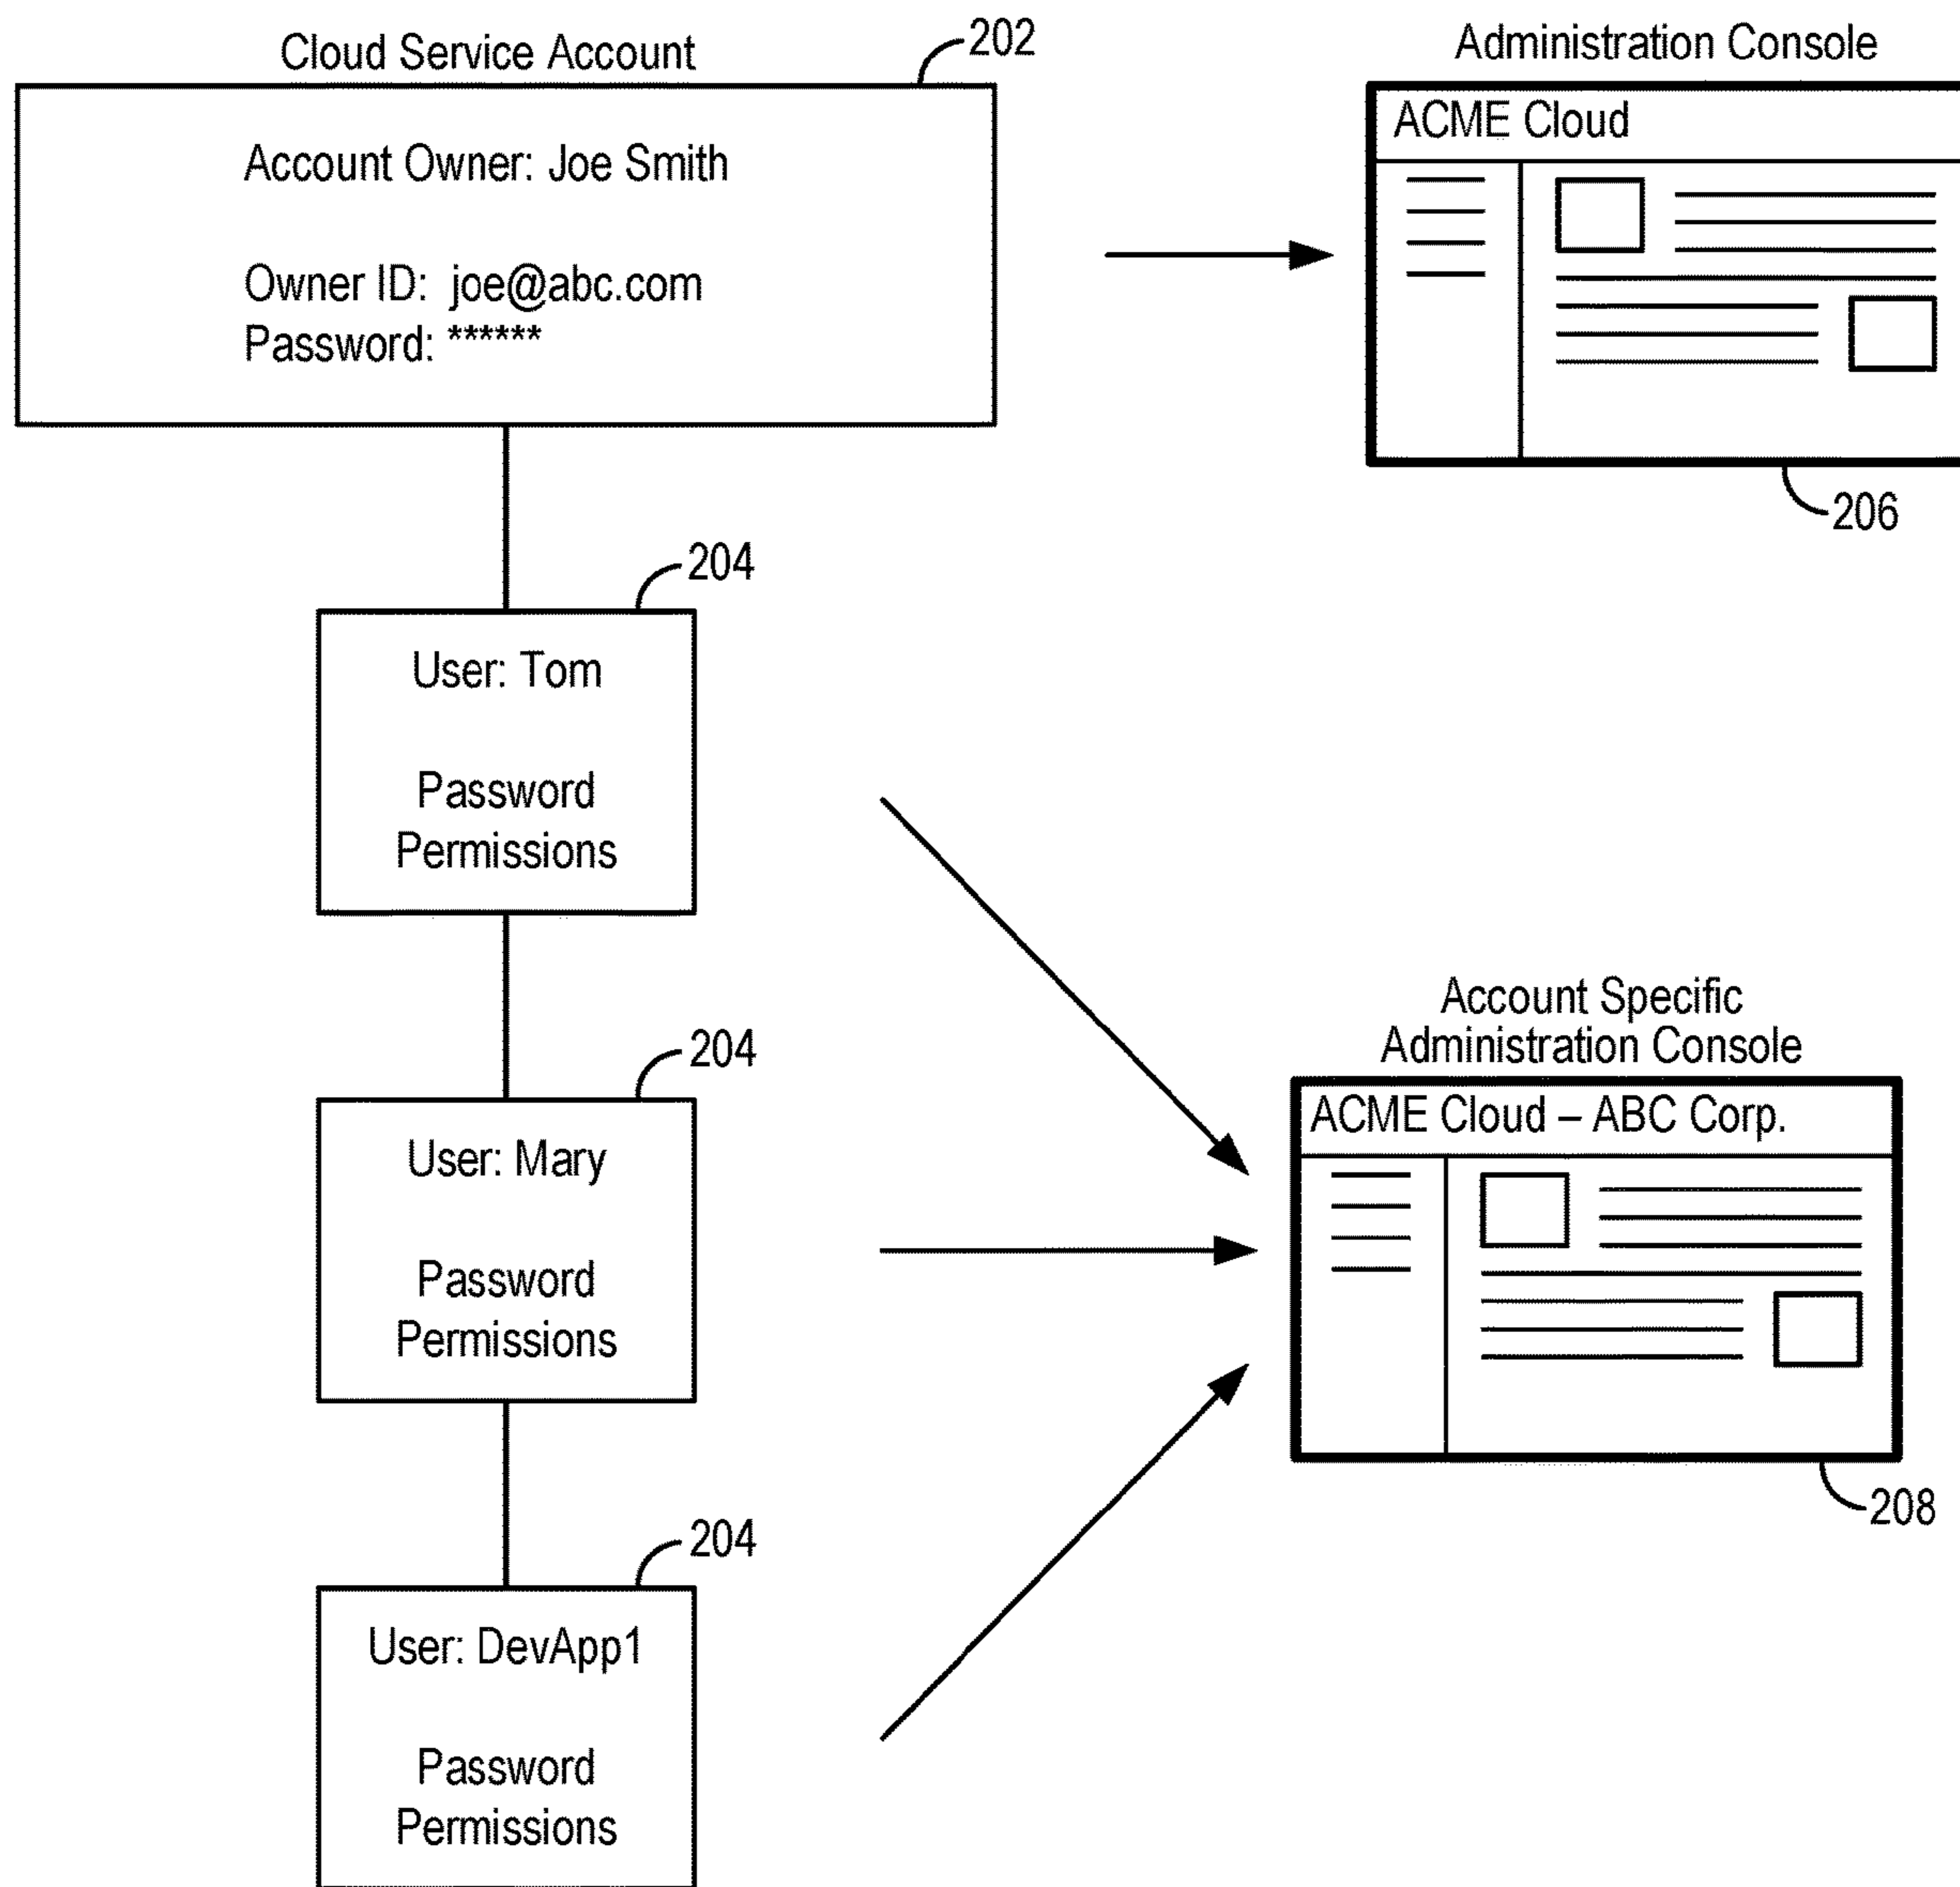 Cloud Service Account
202
Account Owner: Joe Smith
Owner ID: joe@abc.com
Password: ******
Administration Console
ACME Cloud
206
204
User: Tom
Password
Permissions
204
User: Mary
Password
Permissions
204
User: DevApp1
Password
Permissions
Account Specific
Administration Console
ACME Cloud – ABC Corp.
208